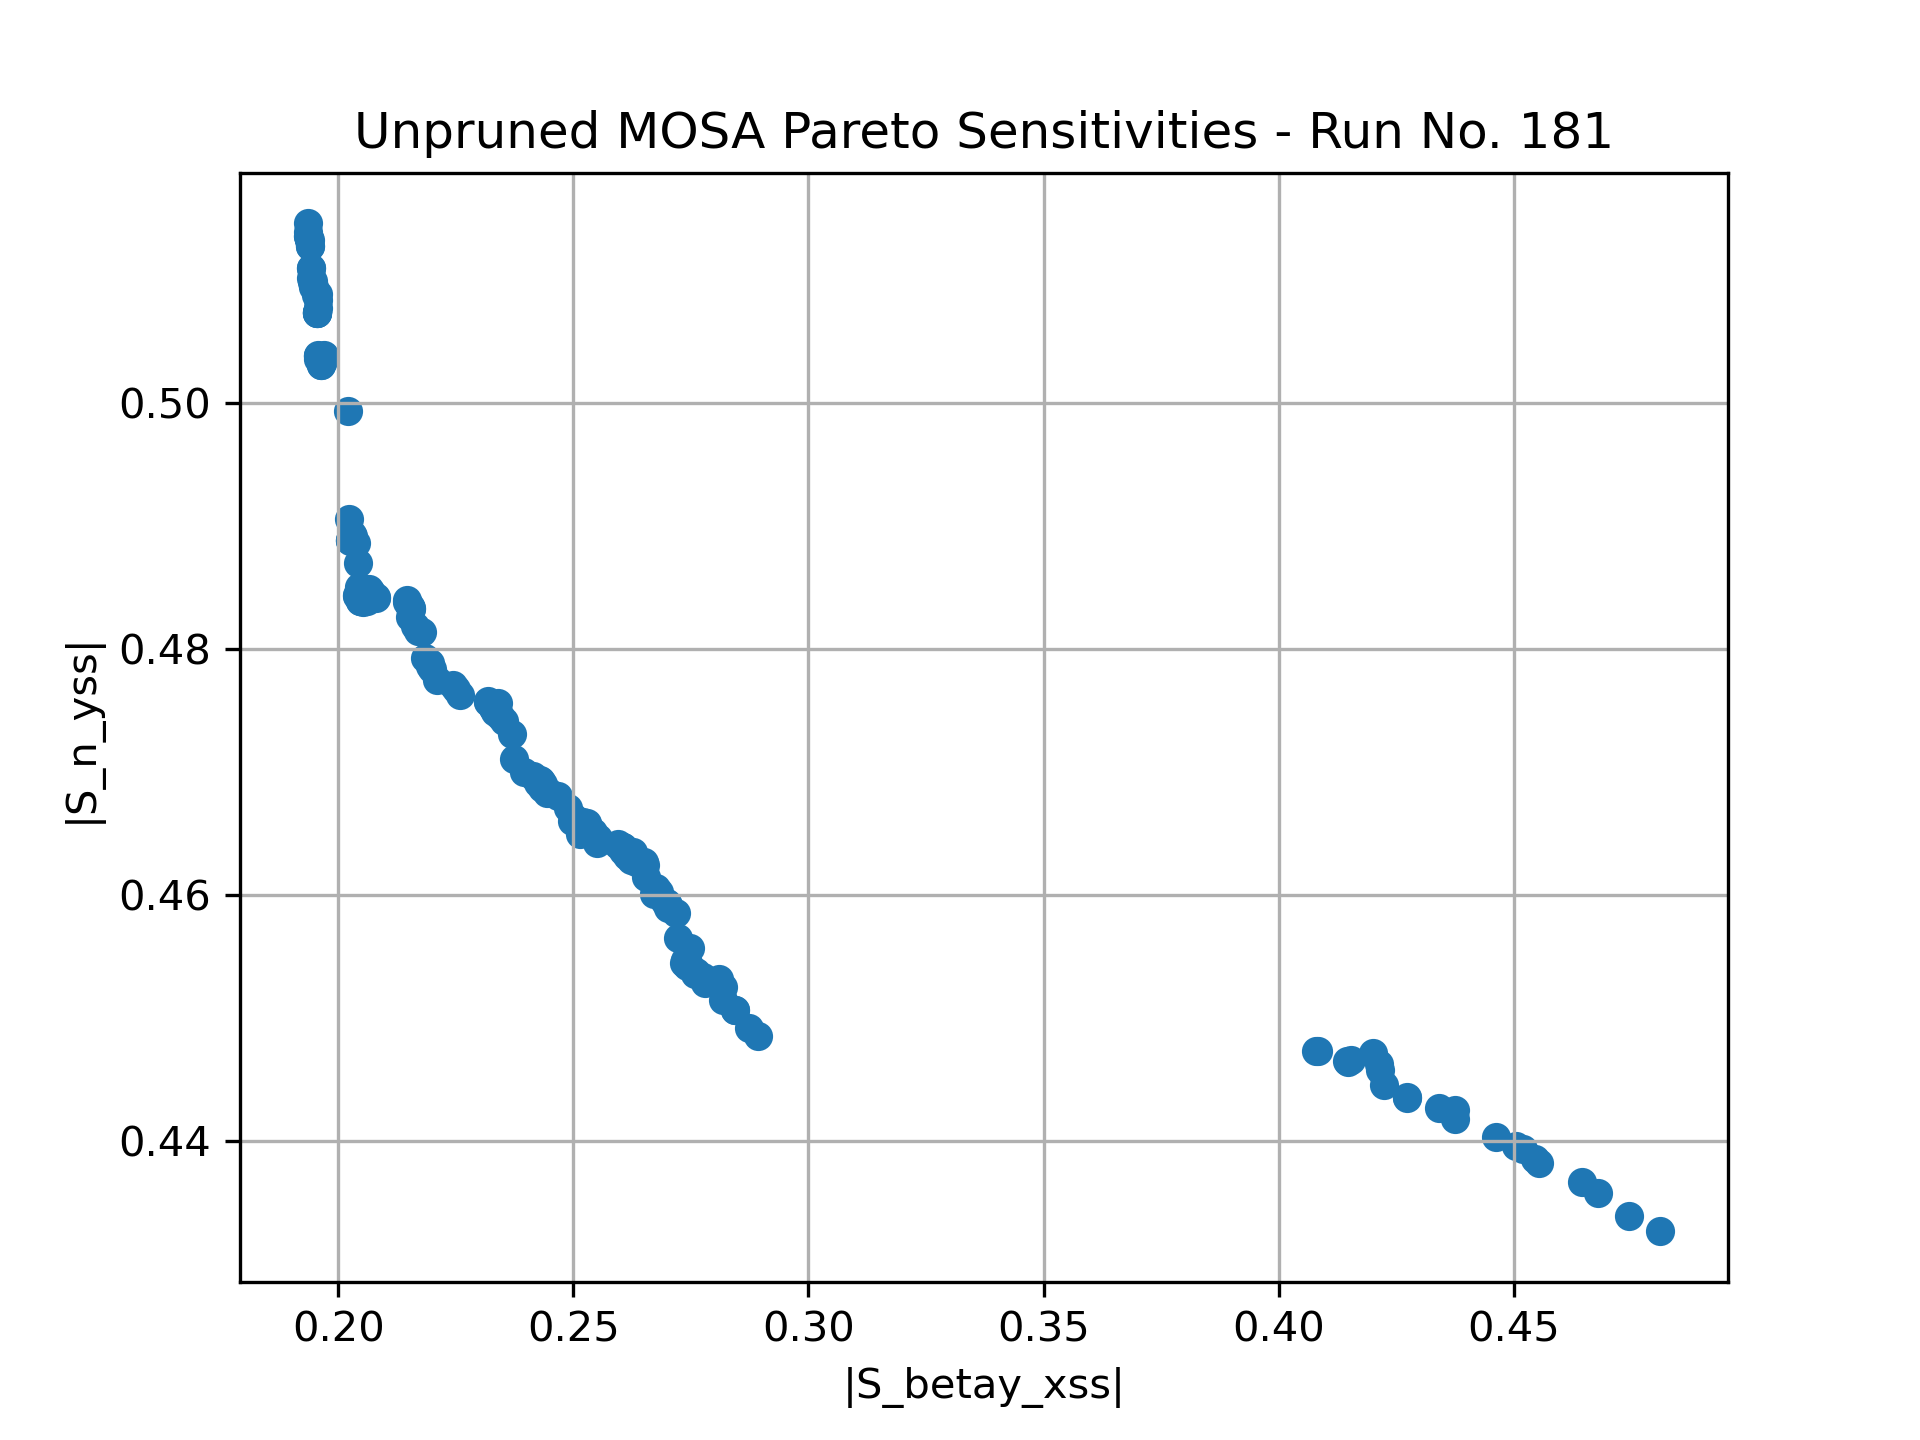 Unpruned MOSA Pareto Sensitivities - Run No. 181
|S_n_yss|
0.50
0.48
0.46
0.44
0.20 0.25 0.30 0.35 0.40 0.45
|S_betay_xss|